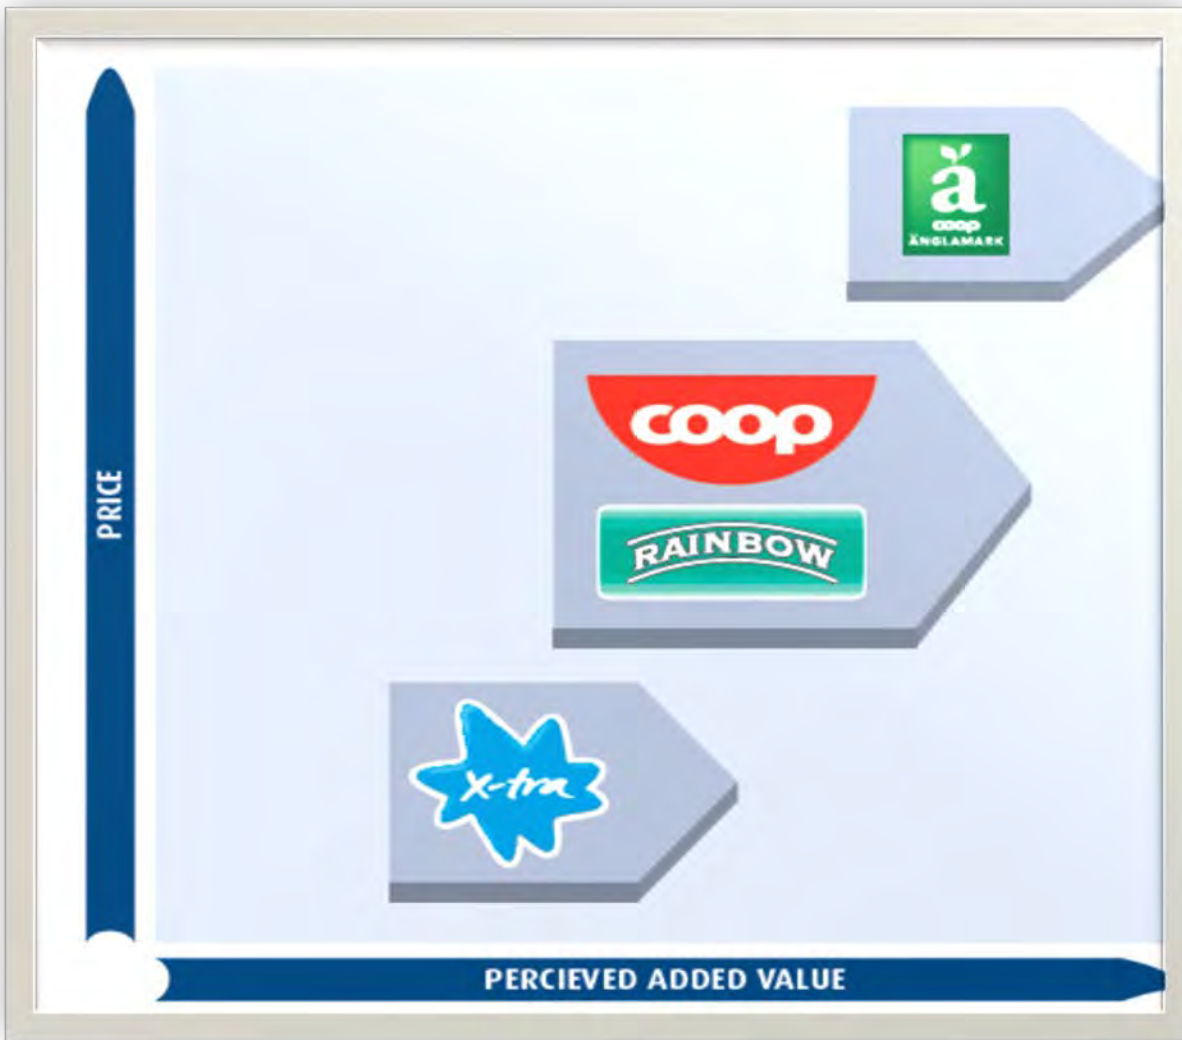 ä
coop
ÄNGLAMARK
coop
RAINBOW
PRICE
x-tra
PERCIEVED ADDED VALUE